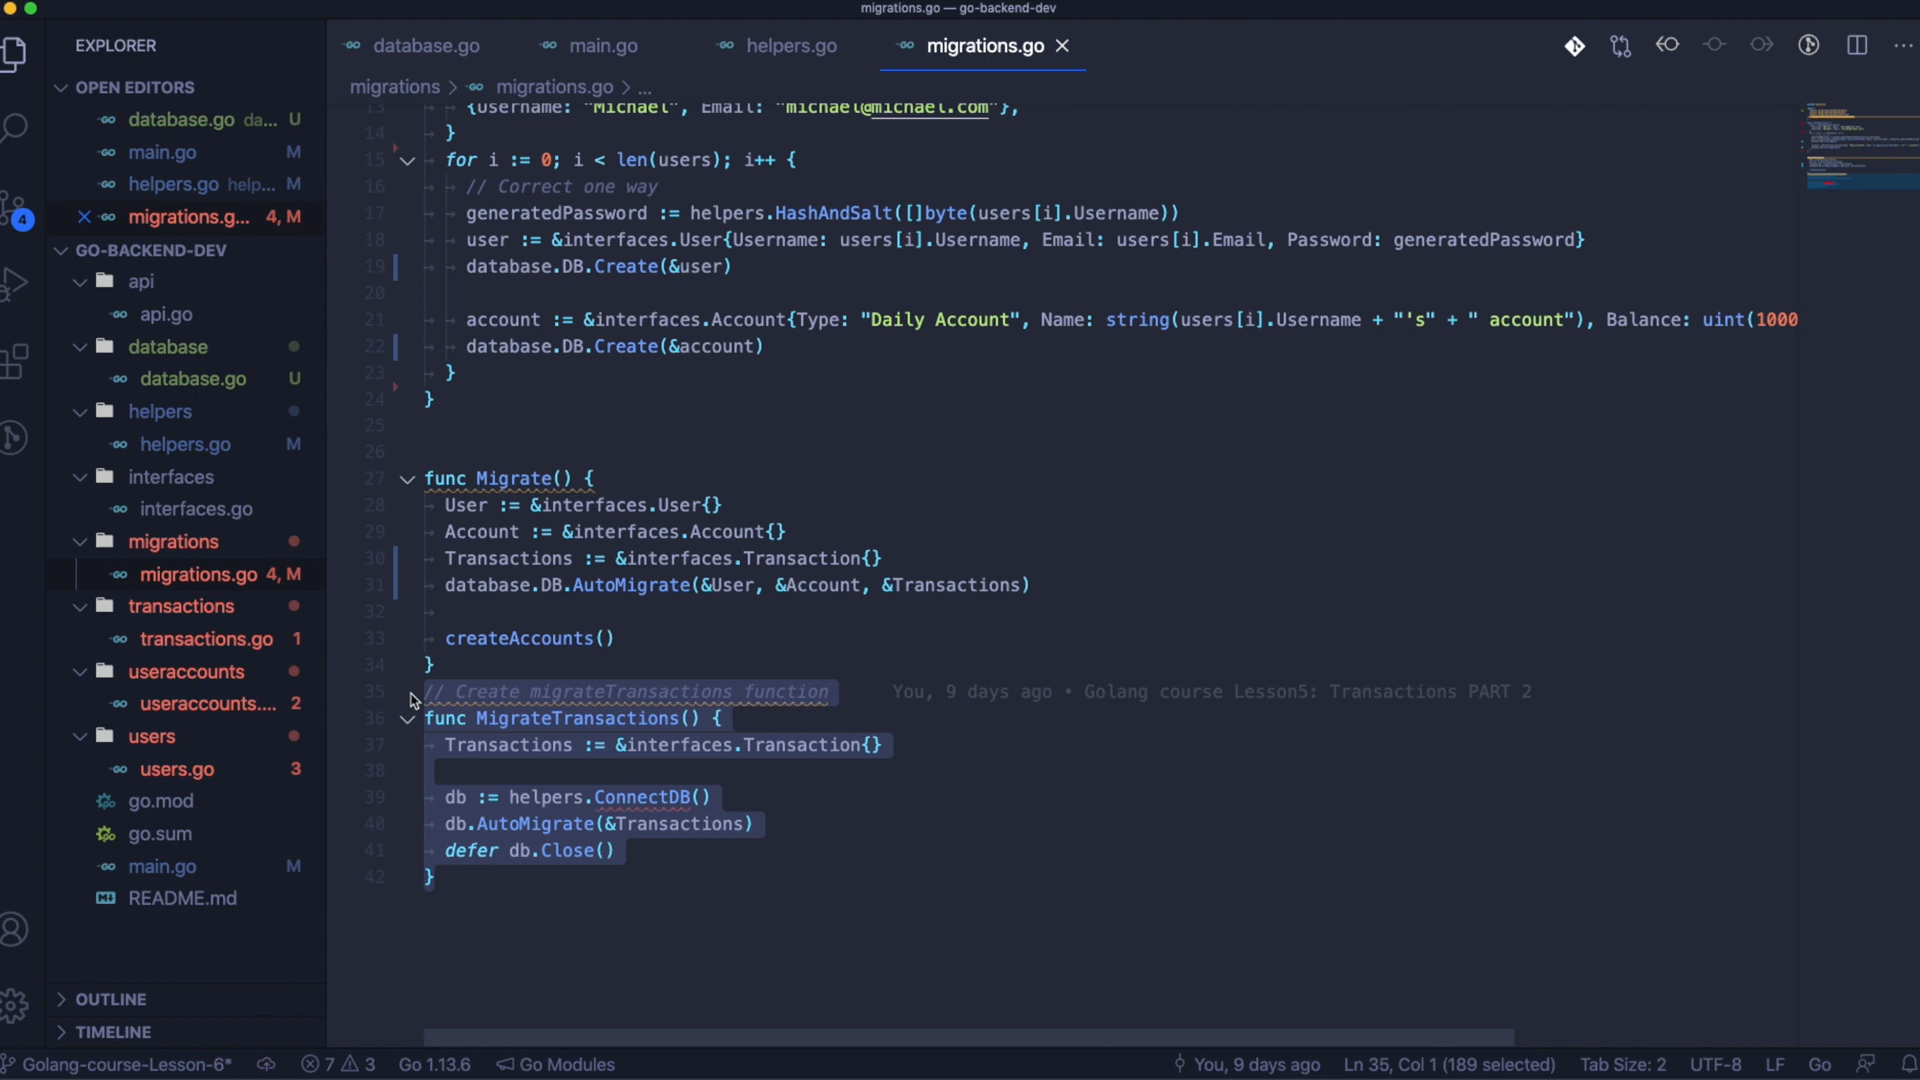 migrations.go — go-backend-dev
EXPLORER
OPEN EDITORS
database.go da... U
main.go M
helpers.go help... M
migrations.g... 4, M
4
GO-BACKEND-DEV
api
api.go
database
database.go U
helpers
helpers.go M
interfaces
interfaces.go
migrations
migrations.go 4, M
transactions
transactions.go 1
useraccounts
useraccounts.... 2
users
users.go 3
go.mod
go.sum
main.go M
README.md
OUTLINE
TIMELINE
database.go main.go helpers.go migrations.go
migrations > migrations.go > ...
13 {Username: "Michael", Email: "michael@michael.com"},
14 }
15 for i := 0; i < len(users); i++ {
16 // Correct one way
17 generatedPassword := helpers.HashAndSalt([]byte(users[i].Username))
18 user := &interfaces.User{Username: users[i].Username, Email: users[i].Email, Password: generatedPassword}
19 database.DB.Create(&user)
20
21 account := &interfaces.Account{Type: "Daily Account", Name: string(users[i].Username + "'s" + " account"), Balance: uint(1000
22 database.DB.Create(&account)
23 }
24 }
25
26
27 func Migrate() {
28 User := &interfaces.User{}
29 Account := &interfaces.Account{}
30 Transactions := &interfaces.Transaction{}
31 database.DB.AutoMigrate(&User, &Account, &Transactions)
32
33 createAccounts()
34 }
35 // Create migrateTransactions function You, 9 days ago • Golang course Lesson5: Transactions PART 2
36 func MigrateTransactions() {
37 Transactions := &interfaces.Transaction{}
38
39 db := helpers.ConnectDB()
40 db.AutoMigrate(&Transactions)
41 defer db.Close()
42 }
Golang-course-Lesson-6* 7 3 Go 1.13.6 Go Modules You, 9 days ago Ln 35, Col 1 (189 selected) Tab Size: 2 UTF-8 LF Go